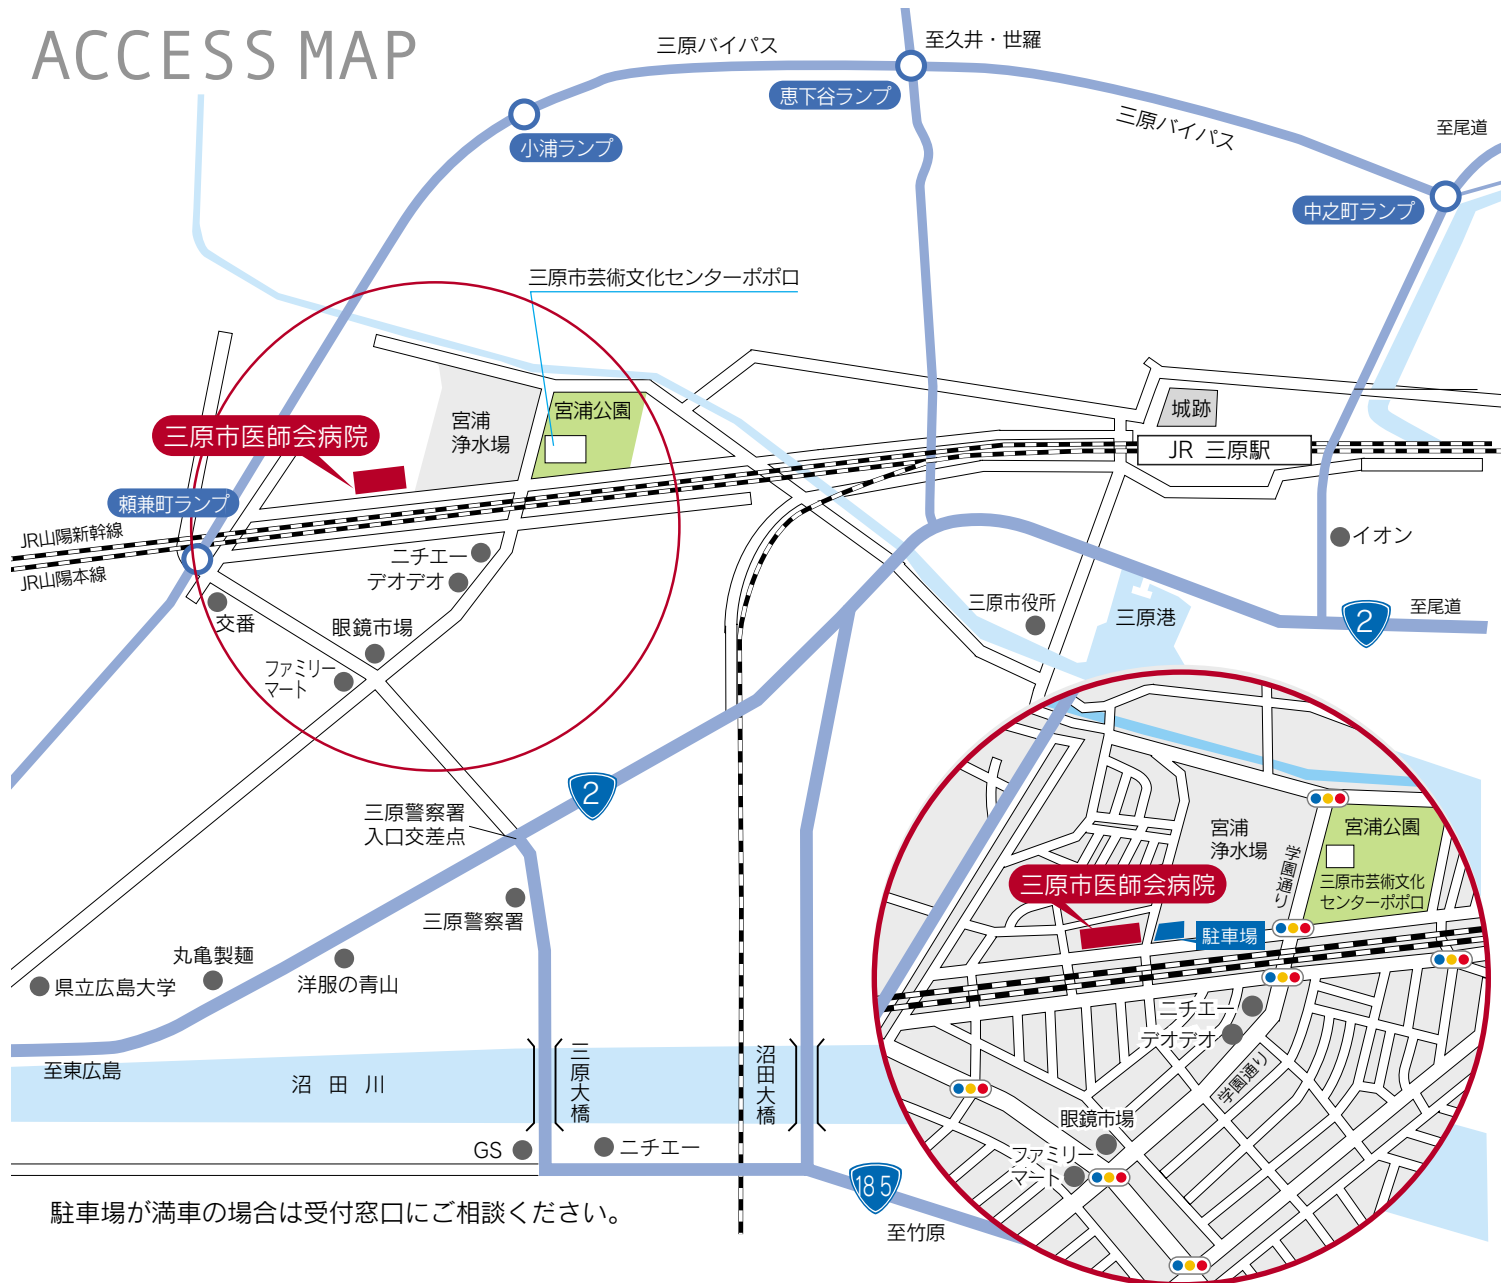 ACCESS MAP
三原バイパス
至久井・世羅
恵下谷ランプ
小浦ランプ
三原バイパス
至尾道
中之町ランプ
三原市芸術文化センターポポロ
宮浦公園
宮浦
浄水場
三原市医師会病院
城跡
JR 三原駅
頼兼町ランプ
JR山陽新幹線
JR山陽本線
ニチエー
デオデオ
イオン
交番
眼鏡市場
ファミリー
マート
三原市役所
三原港
2
至尾道
2
三原警察署
入口交差点
三原警察署
丸亀製麺
洋服の青山
県立広島大学
至東広島
沼田川
三原大橋
沼田大橋
GS
ニチエー
185
至竹原
駐車場が満車の場合は受付窓口にご相談ください。
宮浦
浄水場
学園通り
宮浦公園
三原市芸術文化
センターポポロ
三原市医師会病院
駐車場
ニチエー
デオデオ
学園通り
眼鏡市場
ファミリー
マート